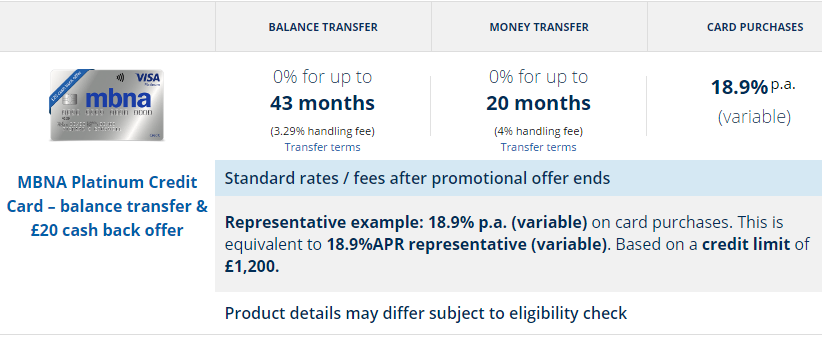 BALANCE TRANSFER
MONEY TRANSFER
CARD PURCHASES
VISA
Platinum
mbna
MBNA Platinum Credit
Card – balance transfer &
£20 cash back offer
0% for up to
43 months
(3.29% handling fee)
Transfer terms
0% for up to
20 months
(4% handling fee)
Transfer terms
18.9% p.a.
(variable)
Standard rates / fees after promotional offer ends
Representative example: 18.9% p.a. (variable) on card purchases. This is
equivalent to 18.9%APR representative (variable). Based on a credit limit of
£1,200.
Product details may differ subject to eligibility check